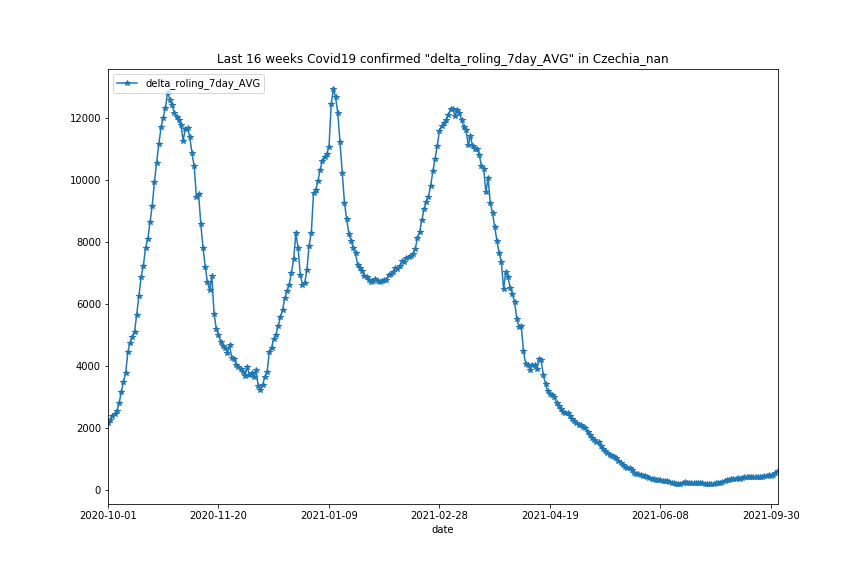 Last 16 weeks Covid19 confirmed "delta_roling_7day_AVG" in Czechia_nan
delta_roling_7day_AVG
12000
10000
8000
6000
4000
2000
0
2020-10-01 2020-11-20 2021-01-09 2021-02-28 2021-04-19 2021-06-08 2021-09-30
date